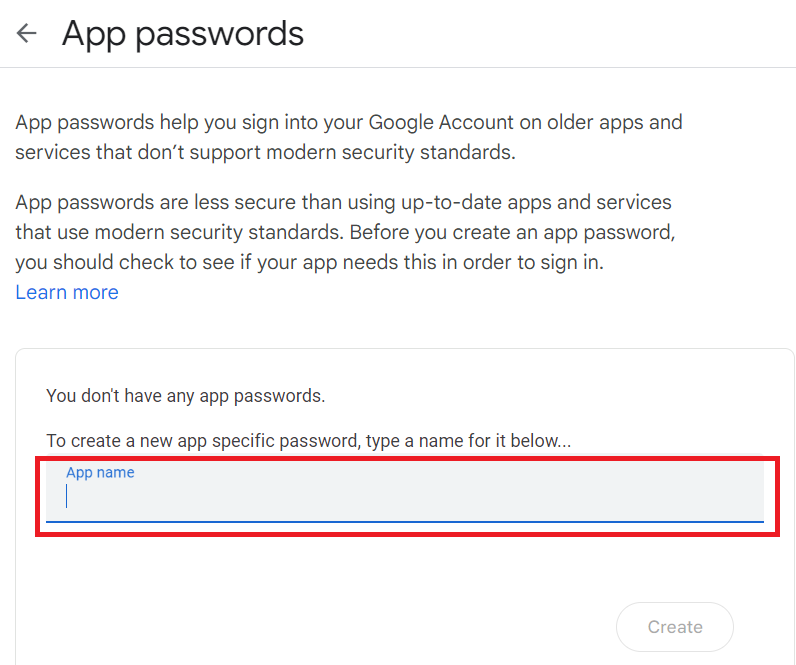 App passwords
App passwords help you sign into your Google Account on older apps and
services that don’t support modern security standards.
App passwords are less secure than using up-to-date apps and services
that use modern security standards. Before you create an app password,
you should check to see if your app needs this in order to sign in.
Learn more
You don't have any app passwords.
To create a new app specific password, type a name for it below...
App name
Create